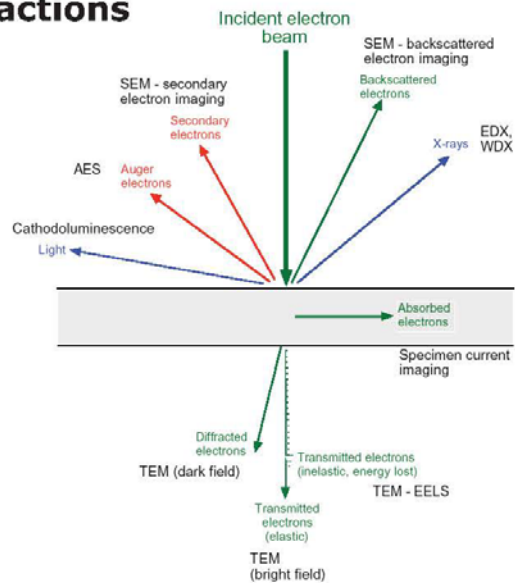 actions
Incident electron
beam
SEM - backscattered
electron imaging
Backscattered
electrons
SEM - secondary
electron imaging
Secondary
electrons
EDX,
WDX
X-rays
AES
Auger
electrons
Cathodoluminescence
Light
Absorbed
electrons
Specimen current
imaging
Diffracted
electrons
TEM (dark field)
Transmitted electrons
(inelastic, energy lost)
TEM - EELS
Transmitted
electrons
(elastic)
TEM
(bright field)